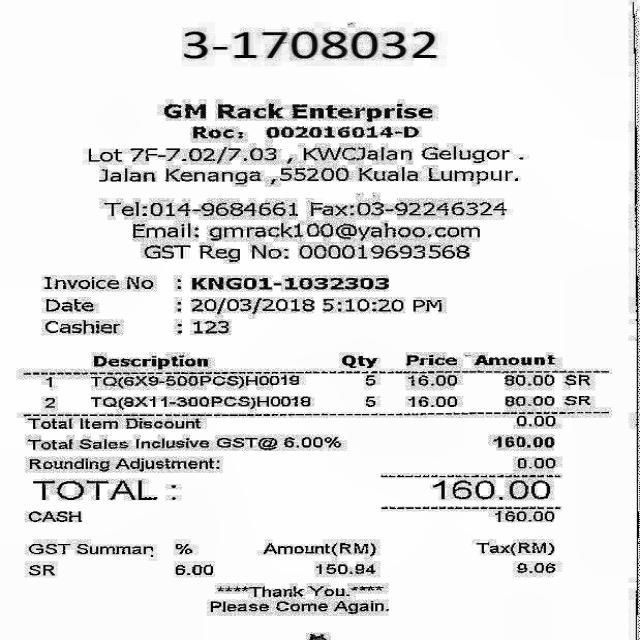 3-1708032
GM Rack Enterprise
Roc: 002016014-D
Lot 7F-7.02/7.03 , KWCJalan Gelugor .
Jalan Kenanga ,55200 Kuala Lumpur.
Tel:014-9684661 Fax:03-92246324
Email: gmrack100@yahoo.com
GST Reg No: 000019693568
Invoice No : KNG01-1032303
Date : 20/03/2018 5:10:20 PM
Cashier : 123
Description Qty Price Amount
1 TQ(6X9-500PCS)H0019 5 16.00 80.00 SR
2 TQ(8X11-300PCS)H0018 5 16.00 80.00 SR
Total Item Discount 0.00
Total Sales Inclusive GST@ 6.00% 160.00
Rounding Adjustment: 0.00
TOTAL : 160.00
CASH 160.00
GST Summar % Amount(RM) Tax(RM)
SR 6.00 150.94 9.06
****Thank You.****
Please Come Again.